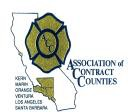 ASSOCIATION of
CONTRACT
COUNTIES
KERN
MARIN
ORANGE
VENTURA
LOS ANGELES
SANTA BARBARA